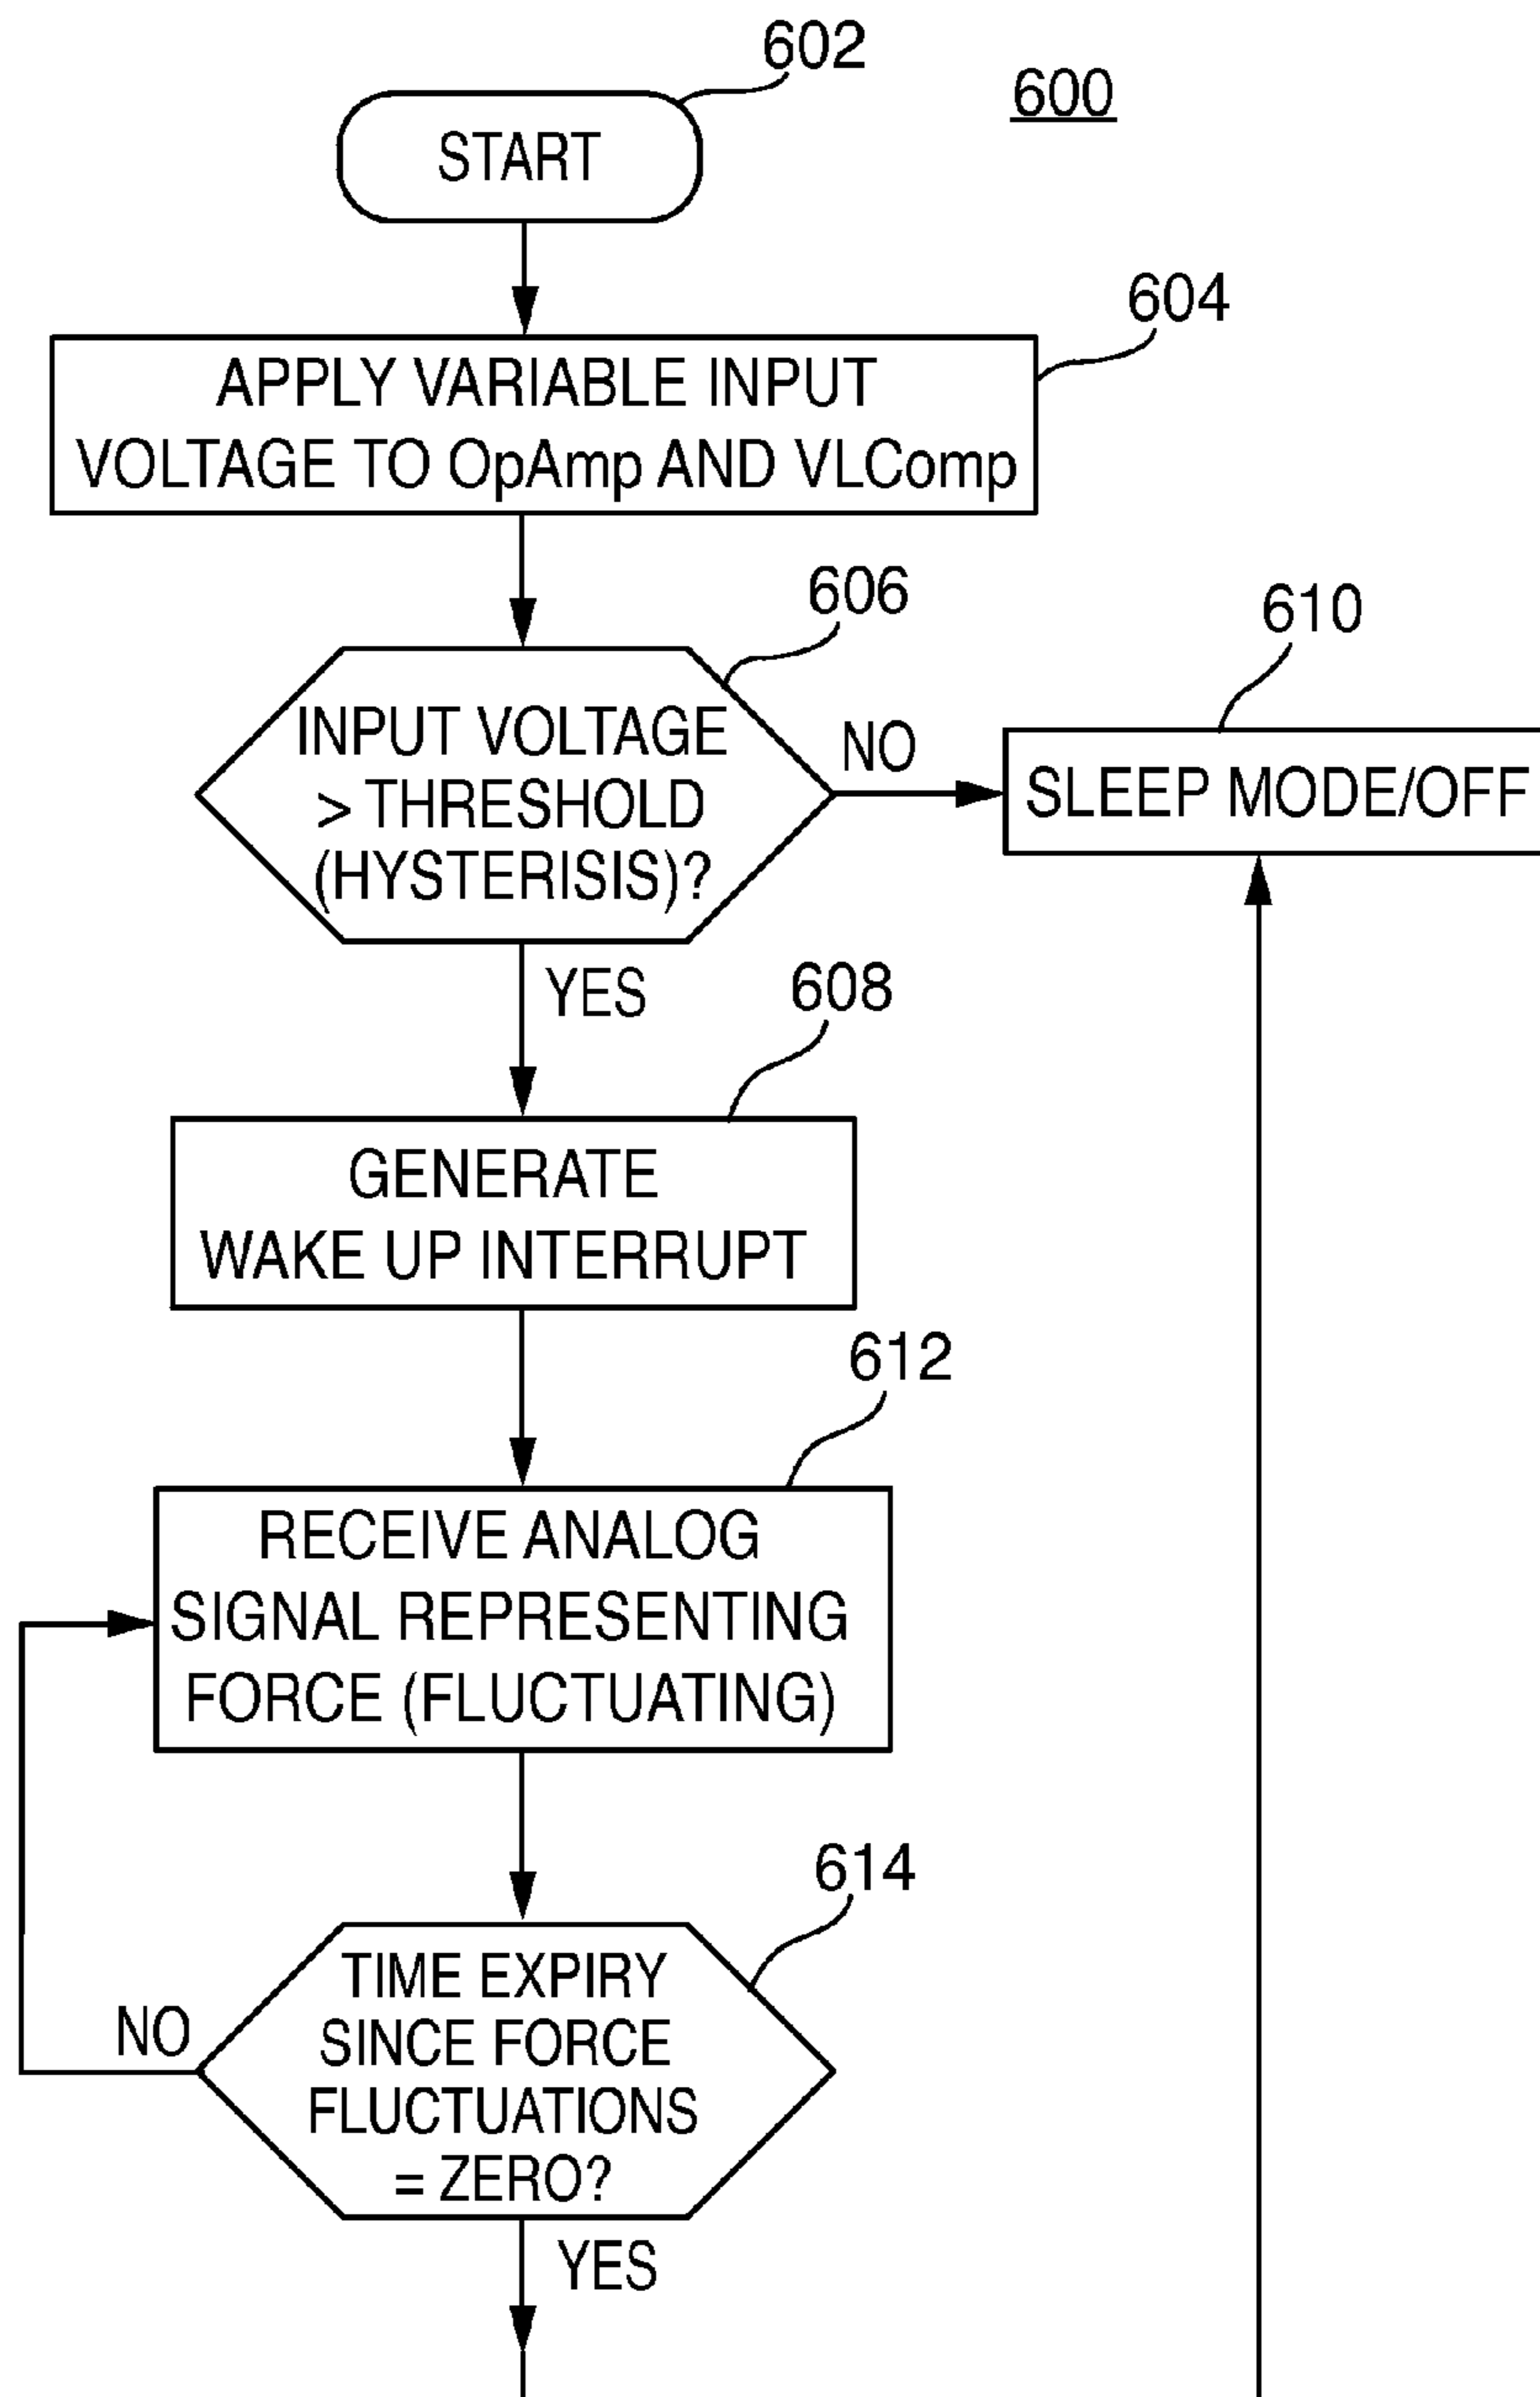 602
600
START
604
APPLY VARIABLE INPUT
VOLTAGE TO OpAmp AND VLComp
606
610
INPUT VOLTAGE
> THRESHOLD
(HYSTERISIS)?
NO
SLEEP MODE/OFF
YES
608
GENERATE
WAKE UP INTERRUPT
612
RECEIVE ANALOG
SIGNAL REPRESENTING
FORCE (FLUCTUATING)
614
TIME EXPIRY
SINCE FORCE
FLUCTUATIONS
= ZERO?
NO
YES